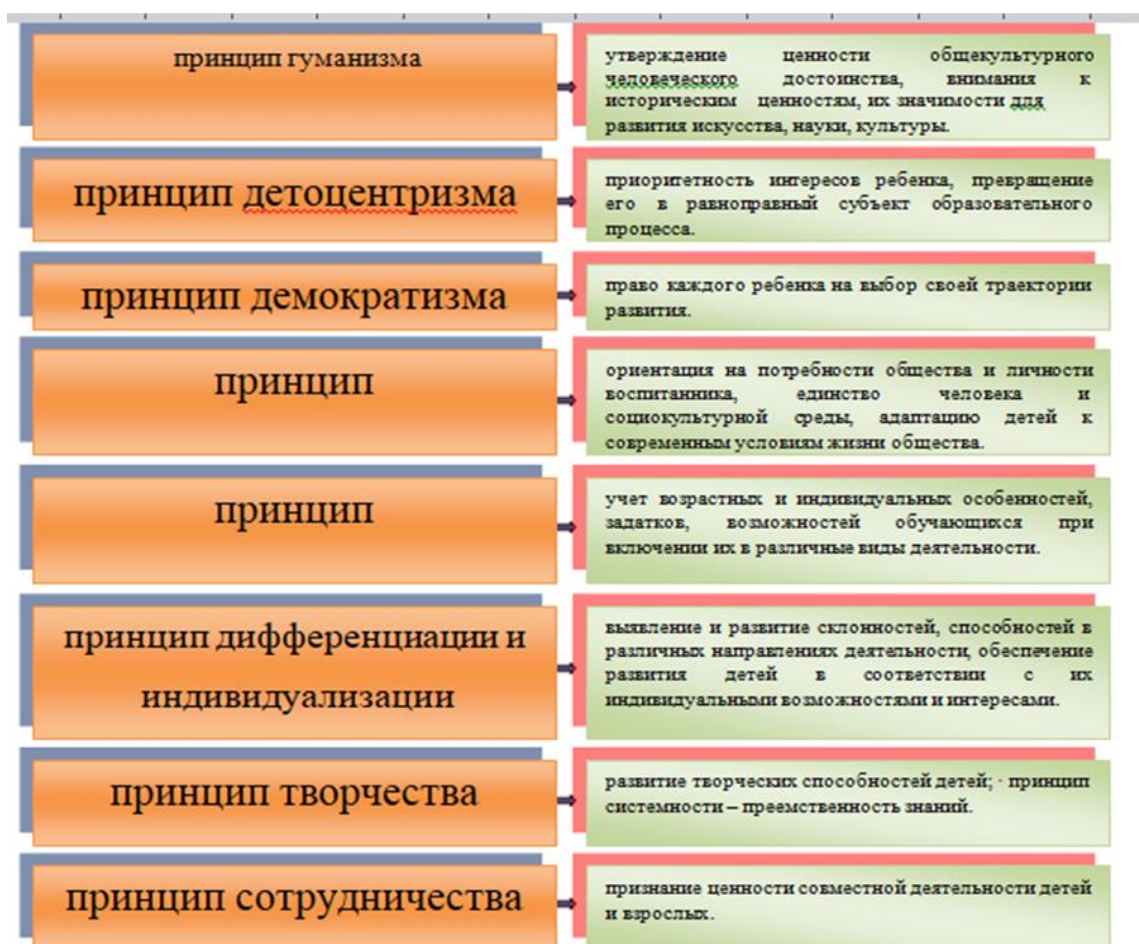 принцип гуманизма
утверждение ценности общекультурного
человеческого достоинства, внимания к
историческим ценностям, их значимости для
развития искусства, науки, культуры.
принцип детоцентризма
приоритетность интересов ребенка, превращение
его в равноправный субъект образовательного
процесса.
принцип демократизма
право каждого ребенка на выбор своей траектории
развития.
принцип
ориентация на потребности общества и личности
воспитанника, единство человека и
социокультурной среды, адаптацию детей к
современным условиям жизни общества.
принцип
учет возрастных и индивидуальных особенностей,
задатков, возможностей обучающихся при
включении их в различные виды деятельности.
принцип дифференциации и
индивидуализации
выявление и развитие склонностей, способностей в
различных направлениях деятельности, обеспечение
развития детей в соответствии с их
индивидуальными возможностями и интересами.
принцип творчества
развитие творческих способностей детей; · принцип
системности – преемственность знаний.
принцип сотрудничества
признание ценности совместной деятельности детей
и взрослых.